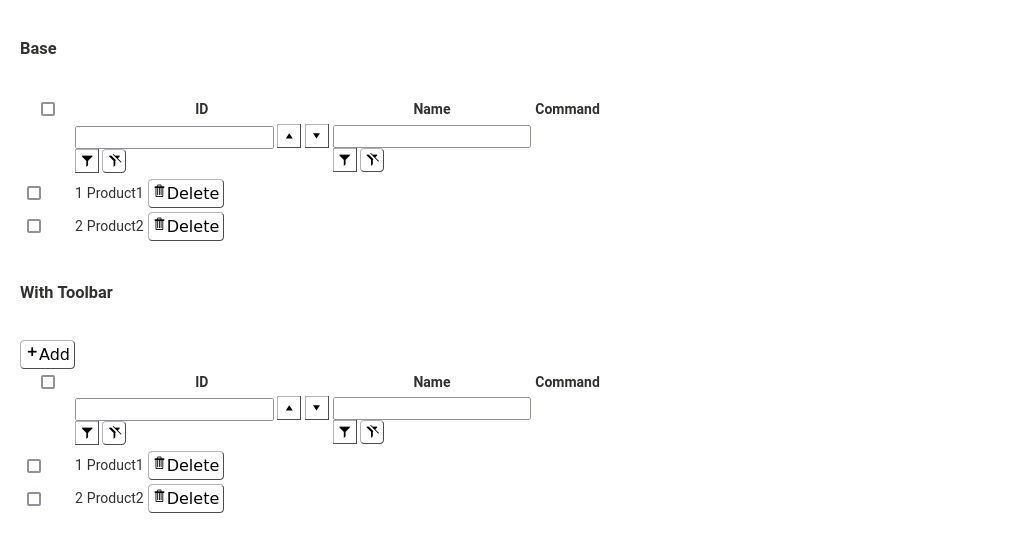 Base
ID Name Command
1 Product1 Delete
2 Product2 Delete
With Toolbar
+Add
ID Name Command
1 Product1 Delete
2 Product2 Delete